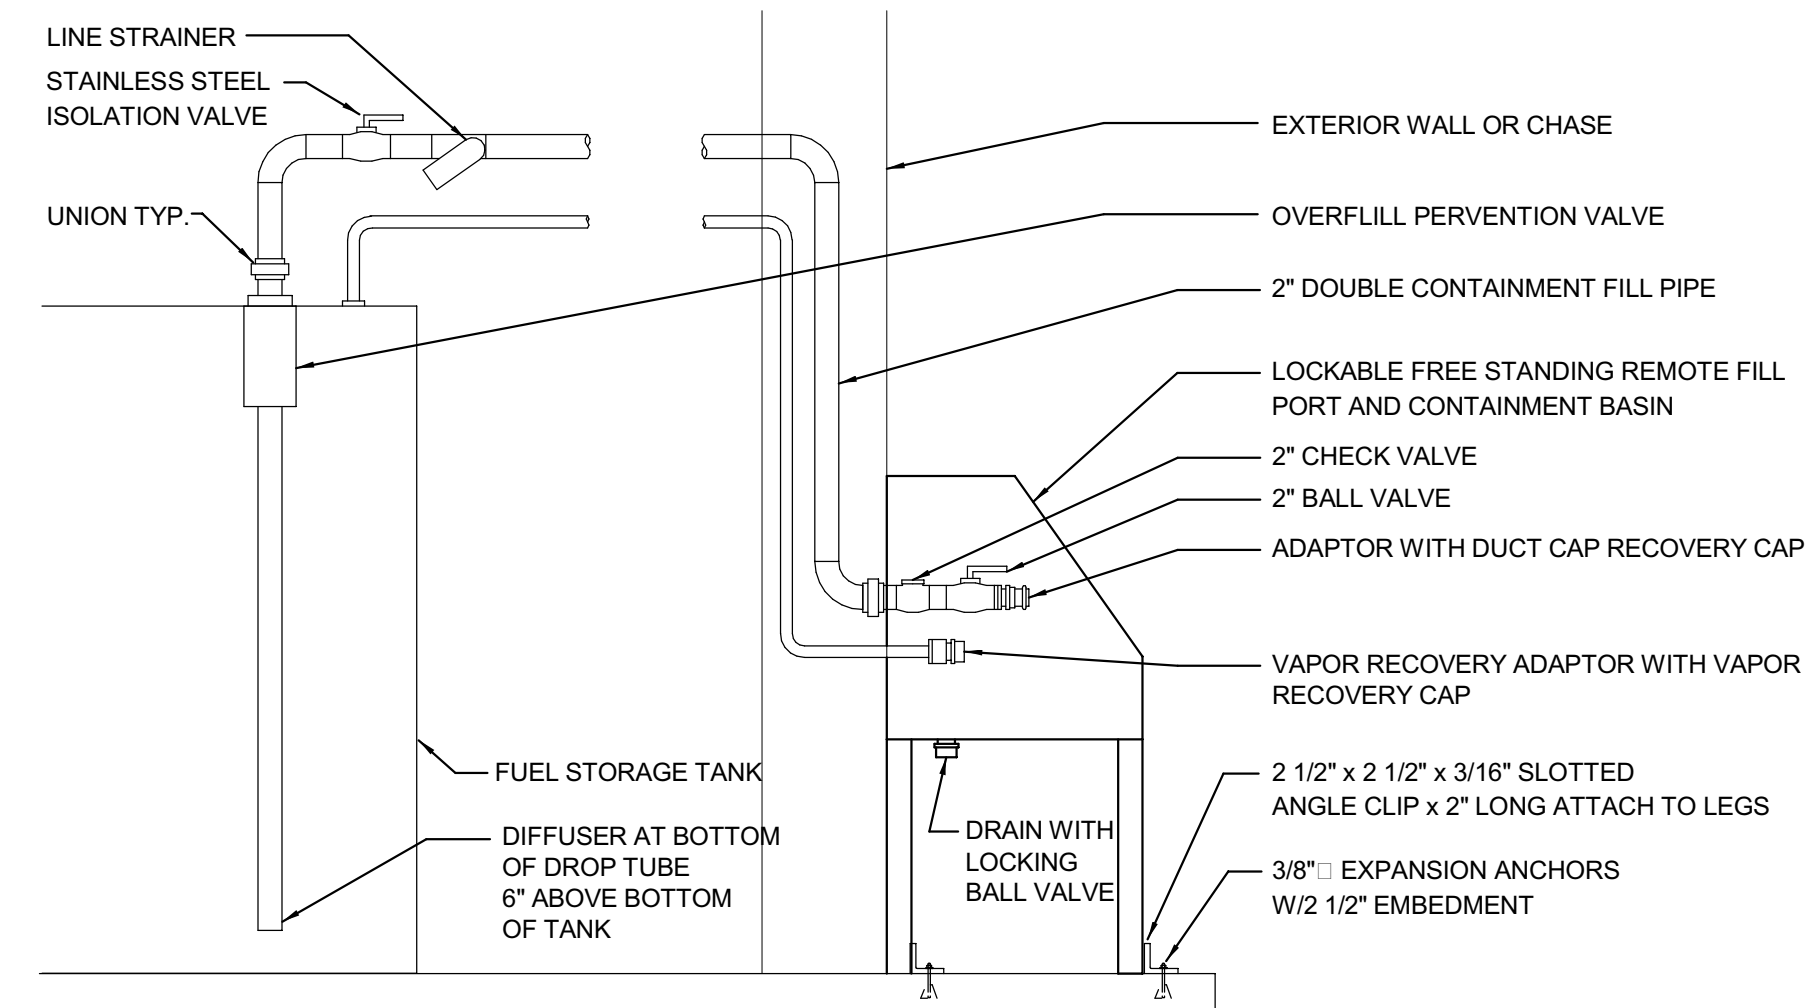 LINE STRAINER
STAINLESS STEEL
ISOLATION VALVE
UNION TYP.
FUEL STORAGE TANK
DIFFUSER AT BOTTOM
OF DROP TUBE
6" ABOVE BOTTOM
OF TANK
DRAIN WITH
LOCKING
BALL VALVE
EXTERIOR WALL OR CHASE
OVERFLILL PERVENTION VALVE
2" DOUBLE CONTAINMENT FILL PIPE
LOCKABLE FREE STANDING REMOTE FILL
PORT AND CONTAINMENT BASIN
2" CHECK VALVE
2" BALL VALVE
ADAPTOR WITH DUCT CAP RECOVERY CAP
VAPOR RECOVERY ADAPTOR WITH VAPOR
RECOVERY CAP
2 1/2" x 2 1/2" x 3/16" SLOTTED
ANGLE CLIP x 2" LONG ATTACH TO LEGS
3/8"□ EXPANSION ANCHORS
W/2 1/2" EMBEDMENT